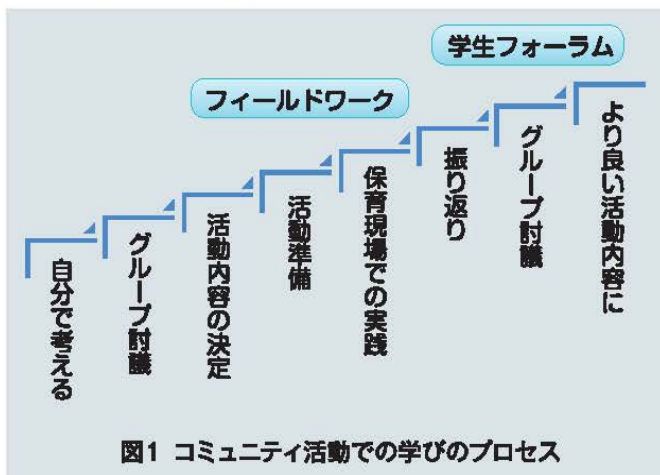 学生フォーラム
フィールドワーク
自分で考える
グループ討議
活動内容の決定
活動準備
保育現場での実践
振り返り
グループ討議
より良い活動内容に
図1 コミュニティ活動での学びのプロセス